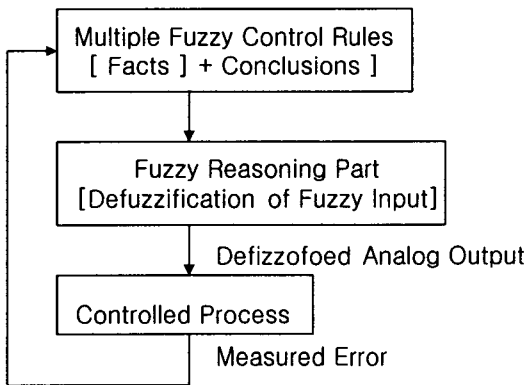 Multiple Fuzzy Control Rules
[ Facts ] + Conclusions ]
Fuzzy Reasoning Part
[Defuzzification of Fuzzy Input]
Defizzofoed Analog Output
Controlled Process
Measured Error